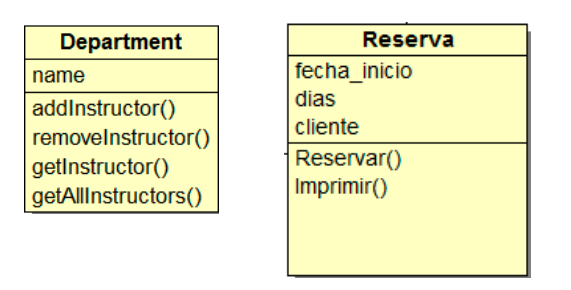 Department
name
addInstructor()
removeInstructor()
getInstructor()
getAllInstructors()
Reserva
fecha_inicio
dias
cliente
Reservar()
Imprimir()